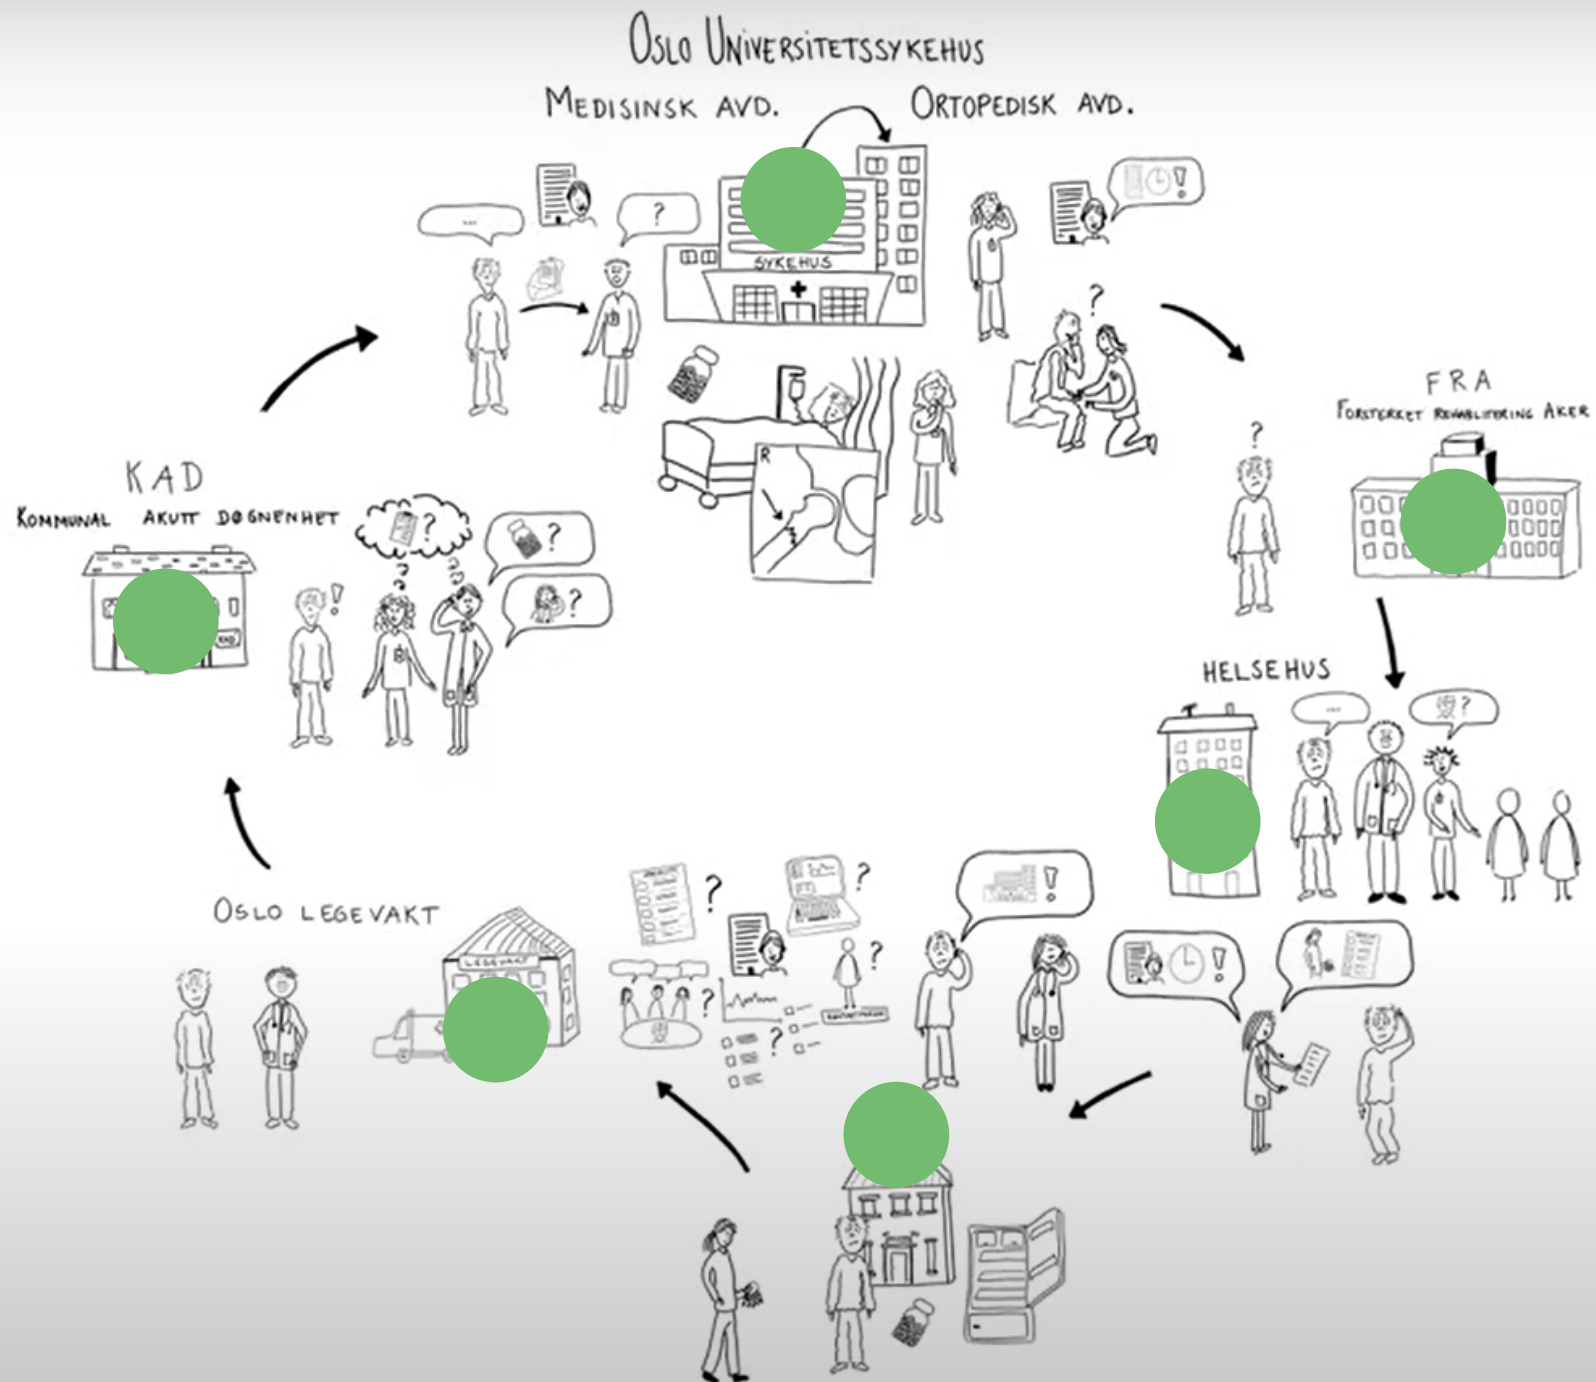 OSLO UNIVERSITETSSYKEHUS
MEDISINSK AVD.
ORTOPEDISK AVD.
...
?
!
SYKEHUS
?
R
FRA
FORSTERKET REHABILITERING AKER
?
KAD
KOMMUNAL AKUTT DØGNENHET
?
?
?
!
KAD
HELSEHUS
...
?
OSLO LEGEVAKT
LEGEVAKT
?
?
?
?
?
!
!